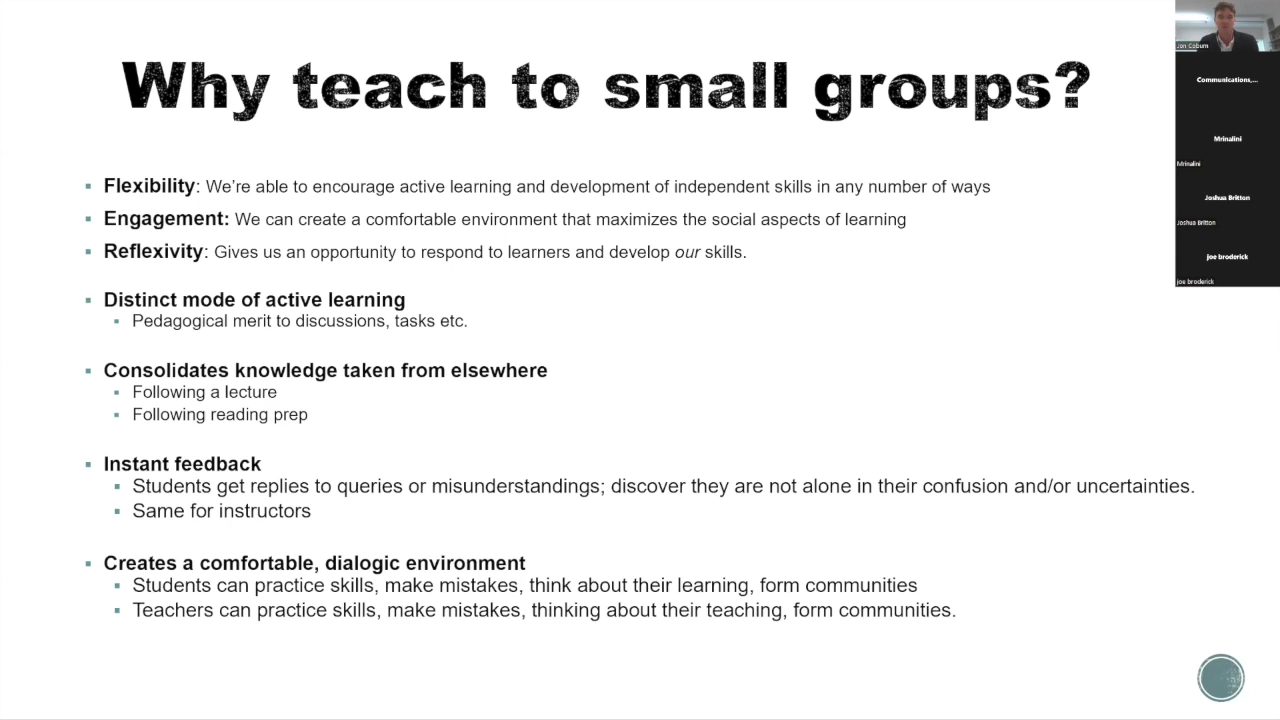 Why teach to small groups?
Flexibility: We’re able to encourage active learning and development of independent skills in any number of ways
Engagement: We can create a comfortable environment that maximizes the social aspects of learning
Reflexivity: Gives us an opportunity to respond to learners and develop our skills.
Distinct mode of active learning
Pedagogical merit to discussions, tasks etc.
Consolidates knowledge taken from elsewhere
Following a lecture
Following reading prep
Instant feedback
Students get replies to queries or misunderstandings; discover they are not alone in their confusion and/or uncertainties.
Same for instructors
Creates a comfortable, dialogic environment
Students can practice skills, make mistakes, think about their learning, form communities
Teachers can practice skills, make mistakes, thinking about their teaching, form communities.
Jon Coburn
Communications,...
Mrinalini
Mrinalini
Joshua Britton
Joshua Britton
joe broderick
joe broderick